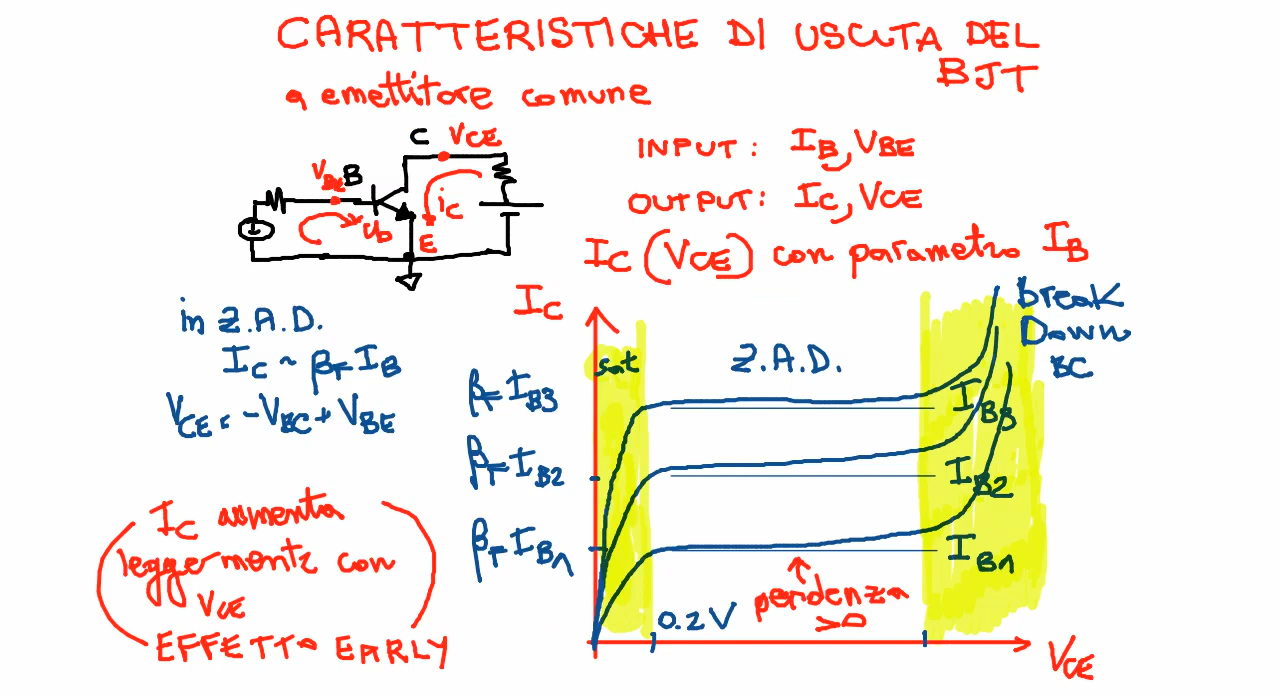 CARATTERISTICHE DI USCITA DEL
BJT
a emettitore comune
C VCE
VBE B
iC
E
INPUT: IB, VBE
OUTPUT: IC, VCE
IC (VCE) con parametro IB
in Z.A.D.
IC ~ βF IB
VCE = -VBC + VBE
IC aumenta
leggermente con
VCE
EFFETTO EARLY
IC
sat
Z.A.D.
Break
Down
BC
βF IB3
βF IB2
βF IB1
IB3
IB2
IB1
pendenza
>0
0.2V
VCE